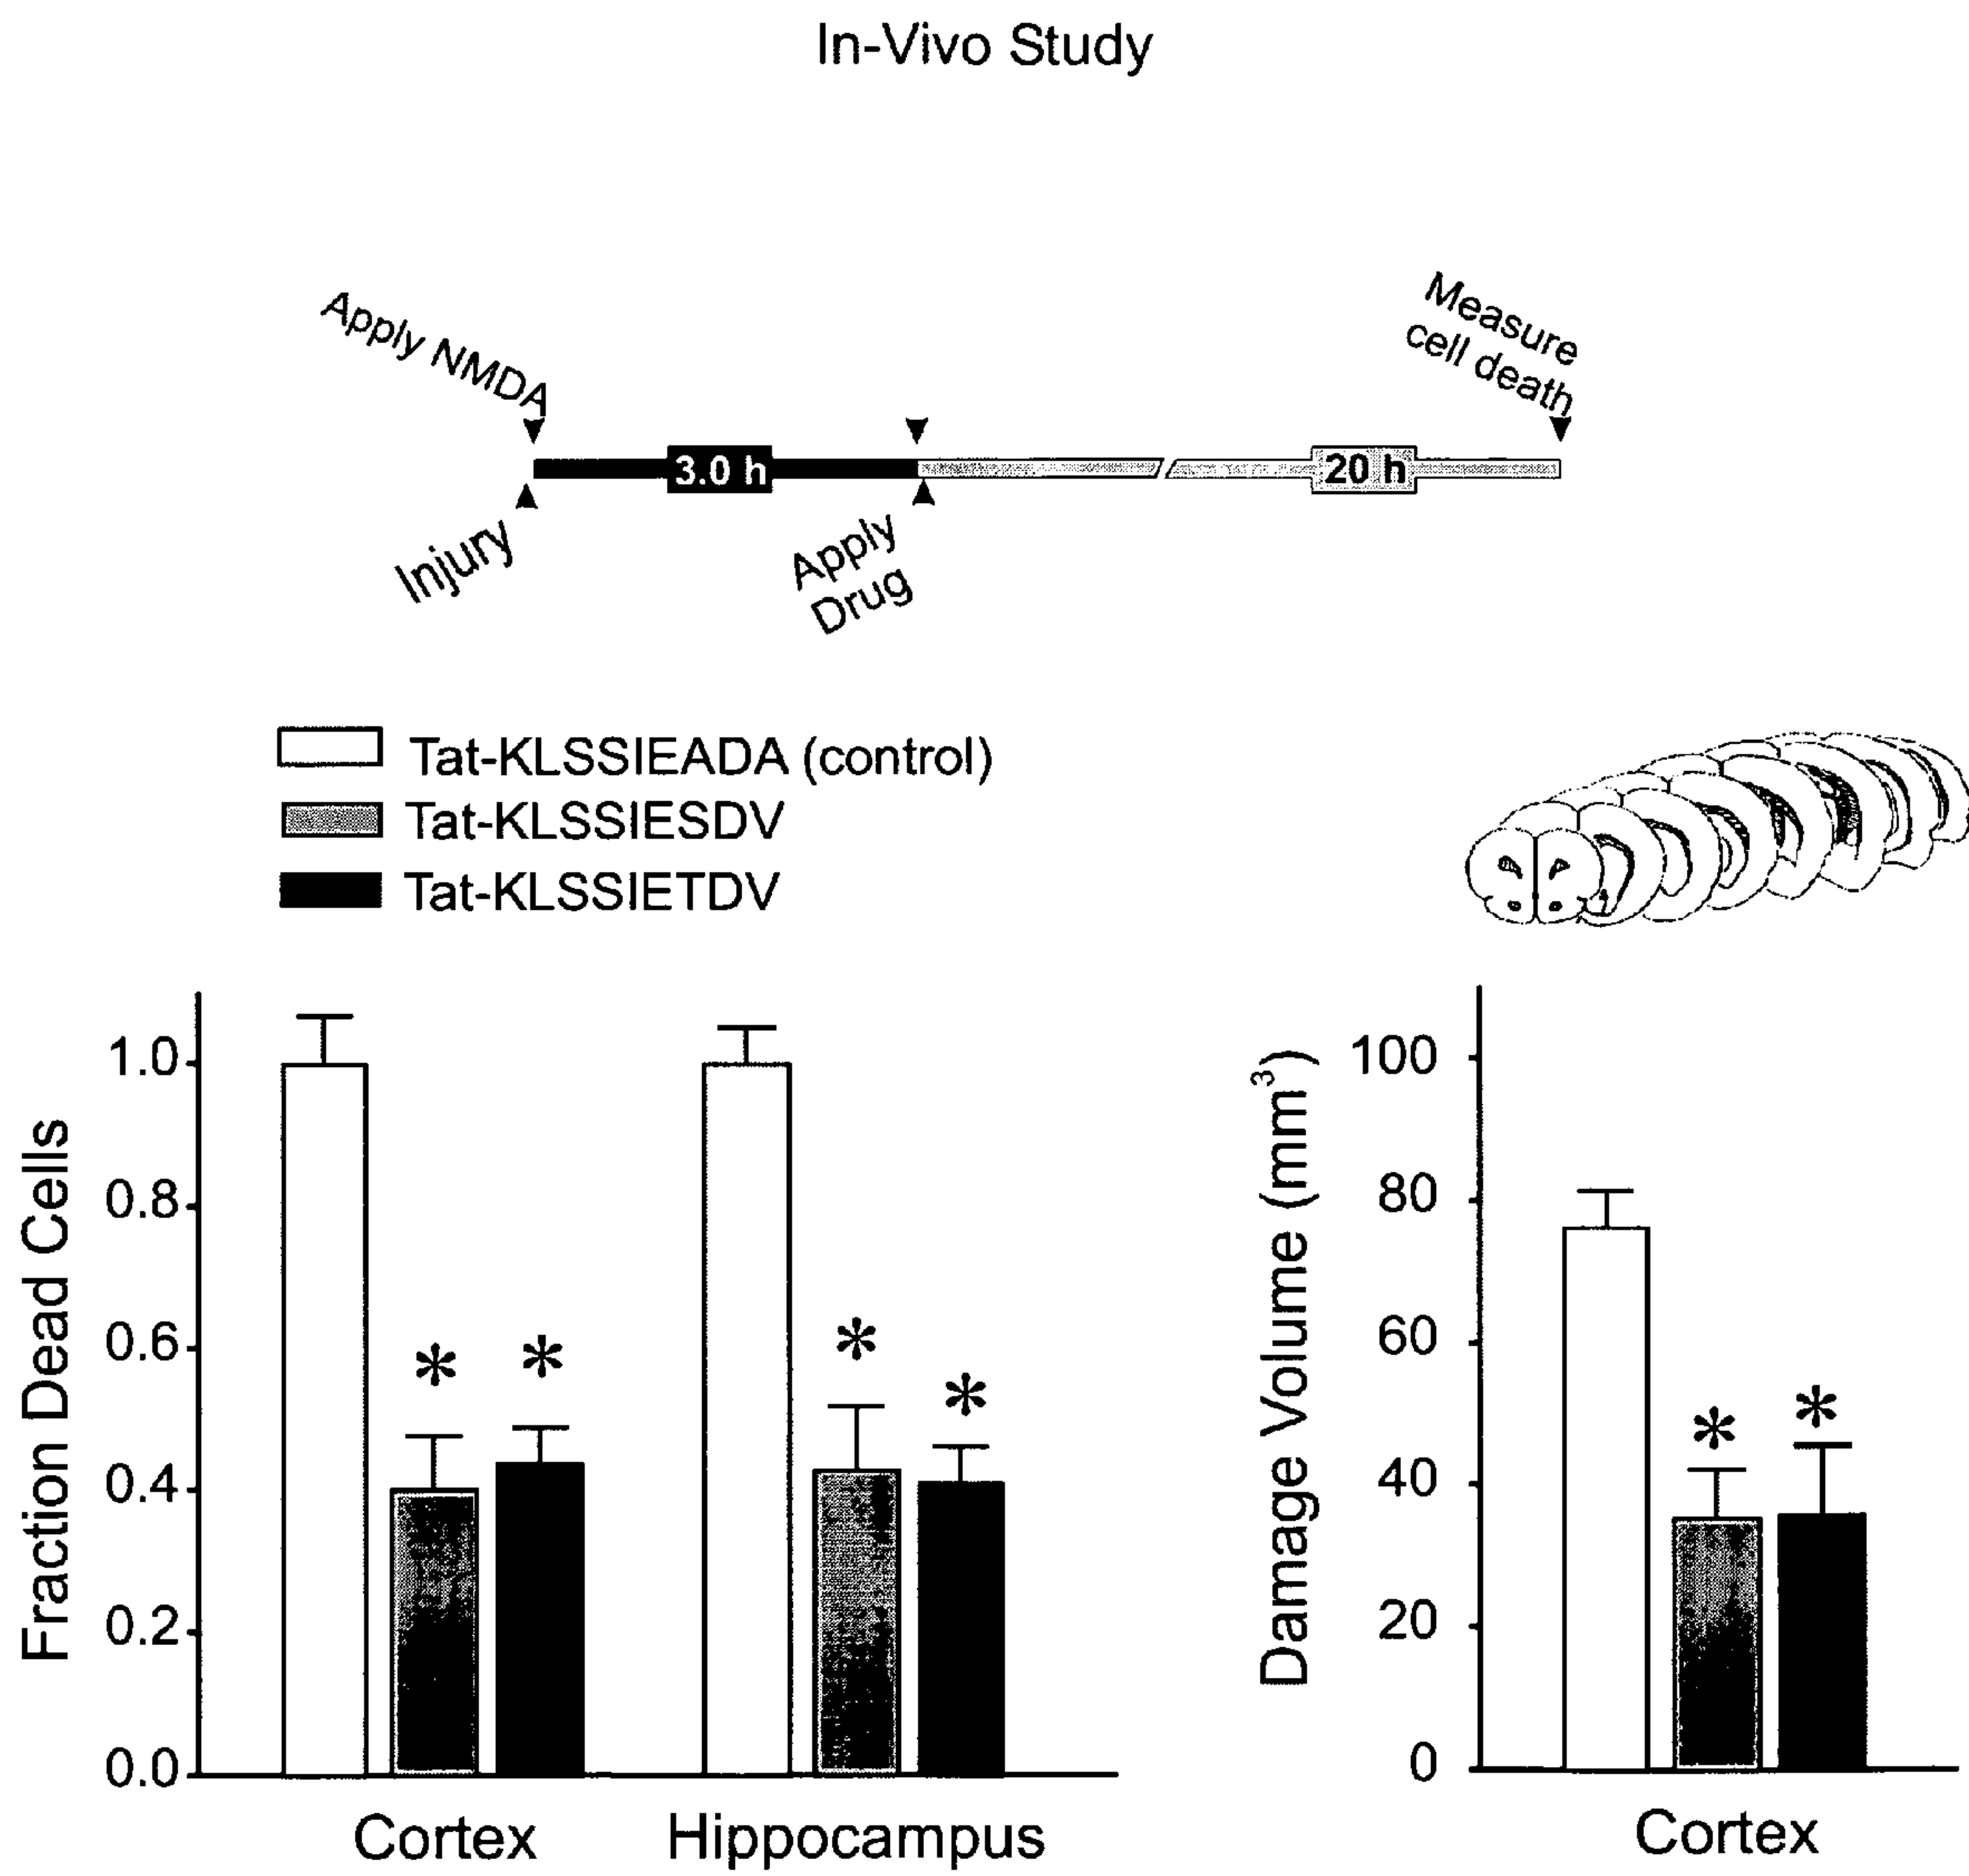 In-Vivo Study
Apply NMDA
Measure
cell death
3.0 h
20 h
Injury
Apply
Drug
Tat-KLSSIEADA (control)
Tat-KLSSIESDV
Tat-KLSSIETDV
Fraction Dead Cells
1.0
0.8
0.6
0.4
0.2
0.0
* * * *
Cortex Hippocampus
Damage Volume (mm³)
100
80
60
40
20
0
* *
Cortex